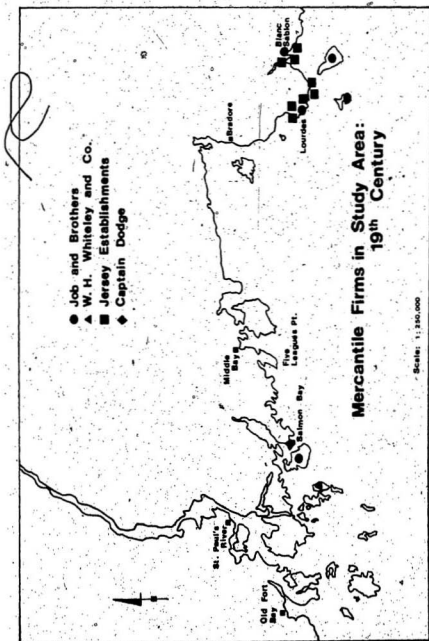 ● Job and Brothers
▲ W. H. Whiteley and Co.
■ Jersey Establishments
◆ Captain Dodge
Blanc
Sablon
Bradore
Lourdes
Middle
Bay
Five
Leagues Pt.
Salmon Bay
St. Paul's
River
Old Fort
Bay
Mercantile Firms in Study Area:
19th Century
Scale: 1:250,000